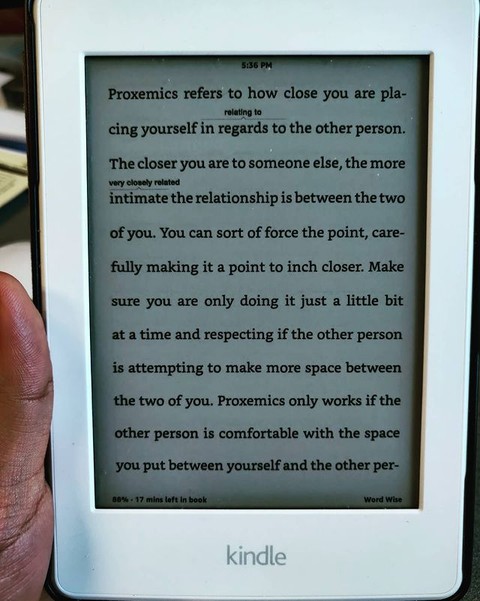 5:36 PM
Proxemics refers to how close you are pla-
relating to
cing yourself in regards to the other person.
The closer you are to someone else, the more
very closely related
intimate the relationship is between the two
of you. You can sort of force the point, care-
fully making it a point to inch closer. Make
sure you are only doing it just a little bit
at a time and respecting if the other person
is attempting to make more space between
the two of you. Proxemics only works if the
other person is comfortable with the space
you put between yourself and the other per-
88% · 17 mins left in book Word Wise
kindle